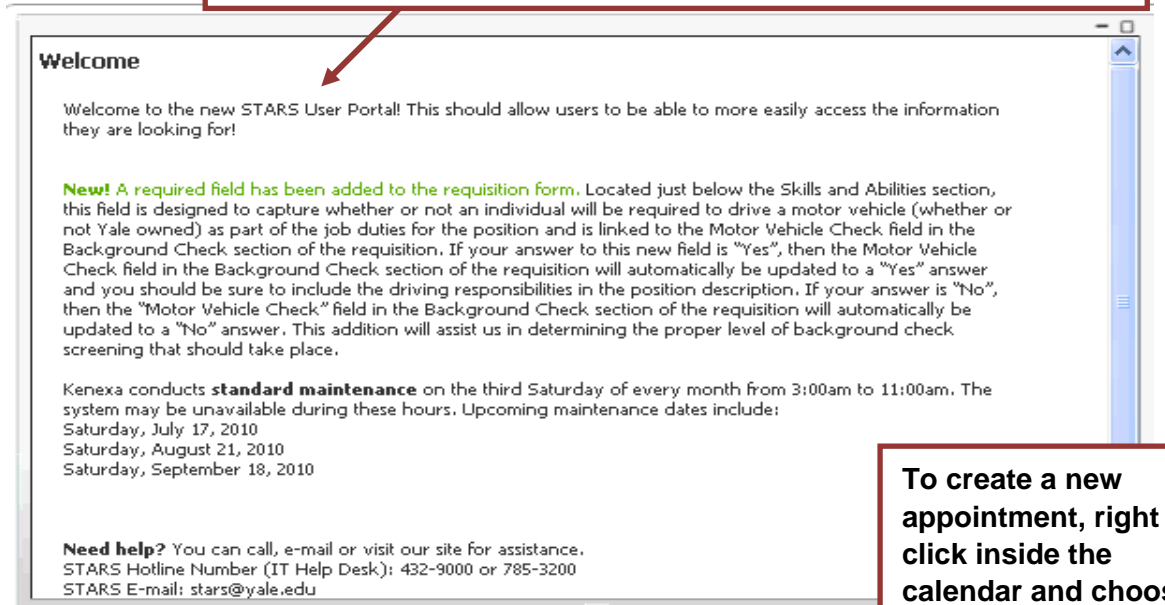 Welcome
Welcome to the new STARS User Portal! This should allow users to be able to more easily access the information
they are looking for!
New! A required field has been added to the requisition form. Located just below the Skills and Abilities section,
this field is designed to capture whether or not an individual will be required to drive a motor vehicle (whether or
not Yale owned) as part of the job duties for the position and is linked to the Motor Vehicle Check field in the
Background Check section of the requisition. If your answer to this new field is "Yes", then the Motor Vehicle
Check field in the Background Check section of the requisition will automatically be updated to a "Yes" answer
and you should be sure to include the driving responsibilities in the position description. If your answer is "No",
then the "Motor Vehicle Check" field in the Background Check section of the requisition will automatically be
updated to a "No" answer. This addition will assist us in determining the proper level of background check
screening that should take place.
Kenexa conducts standard maintenance on the third Saturday of every month from 3:00am to 11:00am. The
system may be unavailable during these hours. Upcoming maintenance dates include:
Saturday, July 17, 2010
Saturday, August 21, 2010
Saturday, September 18, 2010
Need help? You can call, e-mail or visit our site for assistance.
STARS Hotline Number (IT Help Desk): 432-9000 or 785-3200
STARS E-mail: stars@yale.edu
To create a new
appointment, right
click inside the
calendar and choos